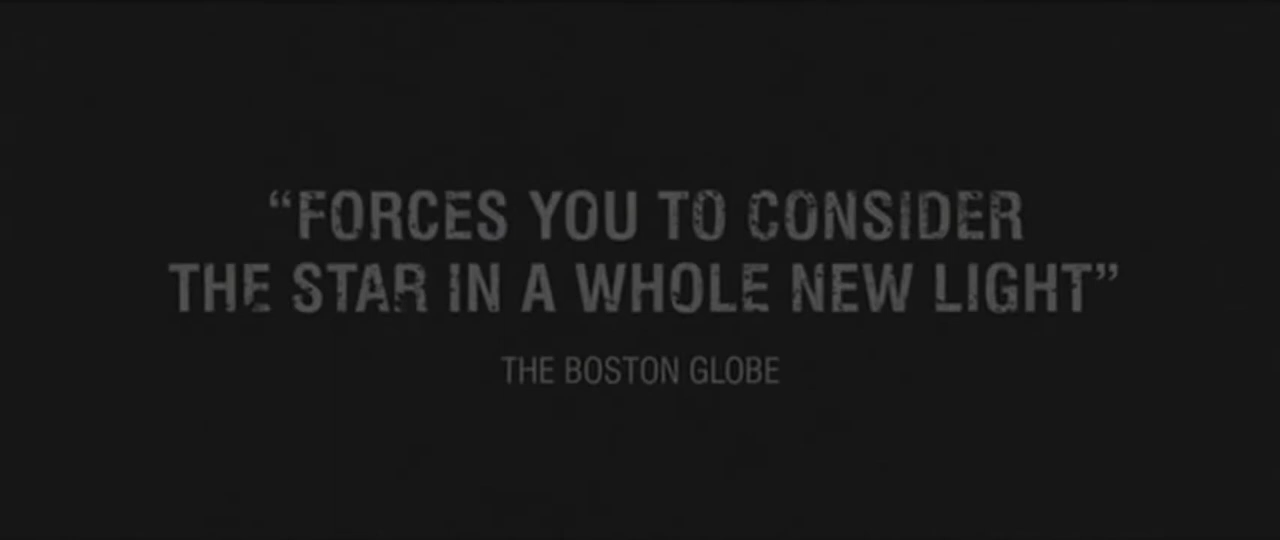 “FORCES YOU TO CONSIDER
THE STAR IN A WHOLE NEW LIGHT”
THE BOSTON GLOBE